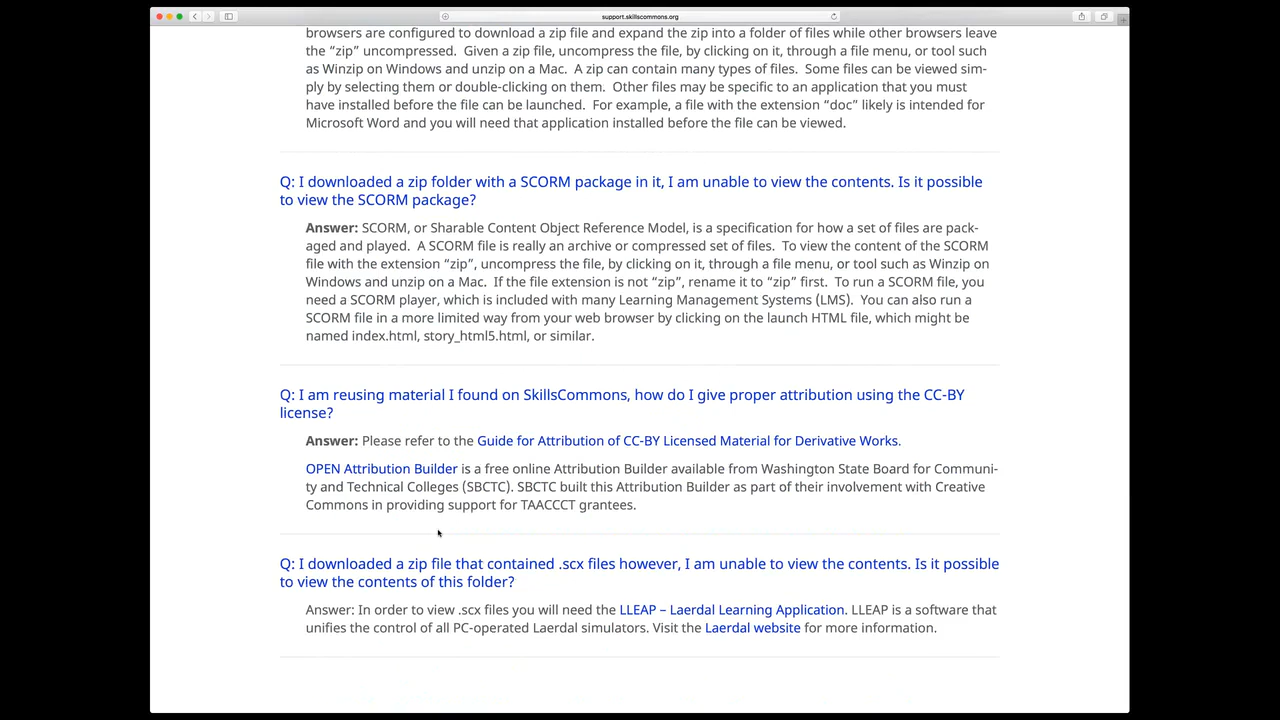 support.skillscommons.org
browsers are configured to download a zip file and expand the zip into a folder of files while other browsers leave
the “zip” uncompressed.  Given a zip file, uncompress the file, by clicking on it, through a file menu, or tool such
as Winzip on Windows and unzip on a Mac.  A zip can contain many types of files.  Some files can be viewed sim-
ply by selecting them or double-clicking on them.  Other files may be specific to an application that you must
have installed before the file can be launched.  For example, a file with the extension “doc” likely is intended for
Microsoft Word and you will need that application installed before the file can be viewed.
Q: I downloaded a zip folder with a SCORM package in it, I am unable to view the contents. Is it possible
to view the SCORM package?
Answer: SCORM, or Sharable Content Object Reference Model, is a specification for how a set of files are pack-
aged and played.  A SCORM file is really an archive or compressed set of files.  To view the content of the SCORM
file with the extension “zip”, uncompress the file, by clicking on it, through a file menu, or tool such as Winzip on
Windows and unzip on a Mac.  If the file extension is not “zip”, rename it to “zip” first.  To run a SCORM file, you
need a SCORM player, which is included with many Learning Management Systems (LMS).  You can also run a
SCORM file in a more limited way from your web browser by clicking on the launch HTML file, which might be
named index.html, story_html5.html, or similar.
Q: I am reusing material I found on SkillsCommons, how do I give proper attribution using the CC-BY
license?
Answer: Please refer to the Guide for Attribution of CC-BY Licensed Material for Derivative Works.
OPEN Attribution Builder is a free online Attribution Builder available from Washington State Board for Communi-
ty and Technical Colleges (SBCTC). SBCTC built this Attribution Builder as part of their involvement with Creative
Commons in providing support for TAACCCT grantees.
Q: I downloaded a zip file that contained .scx files however, I am unable to view the contents. Is it possible
to view the contents of this folder?
Answer: In order to view .scx files you will need the LLEAP – Laerdal Learning Application. LLEAP is a software that
unifies the control of all PC-operated Laerdal simulators. Visit the Laerdal website for more information.